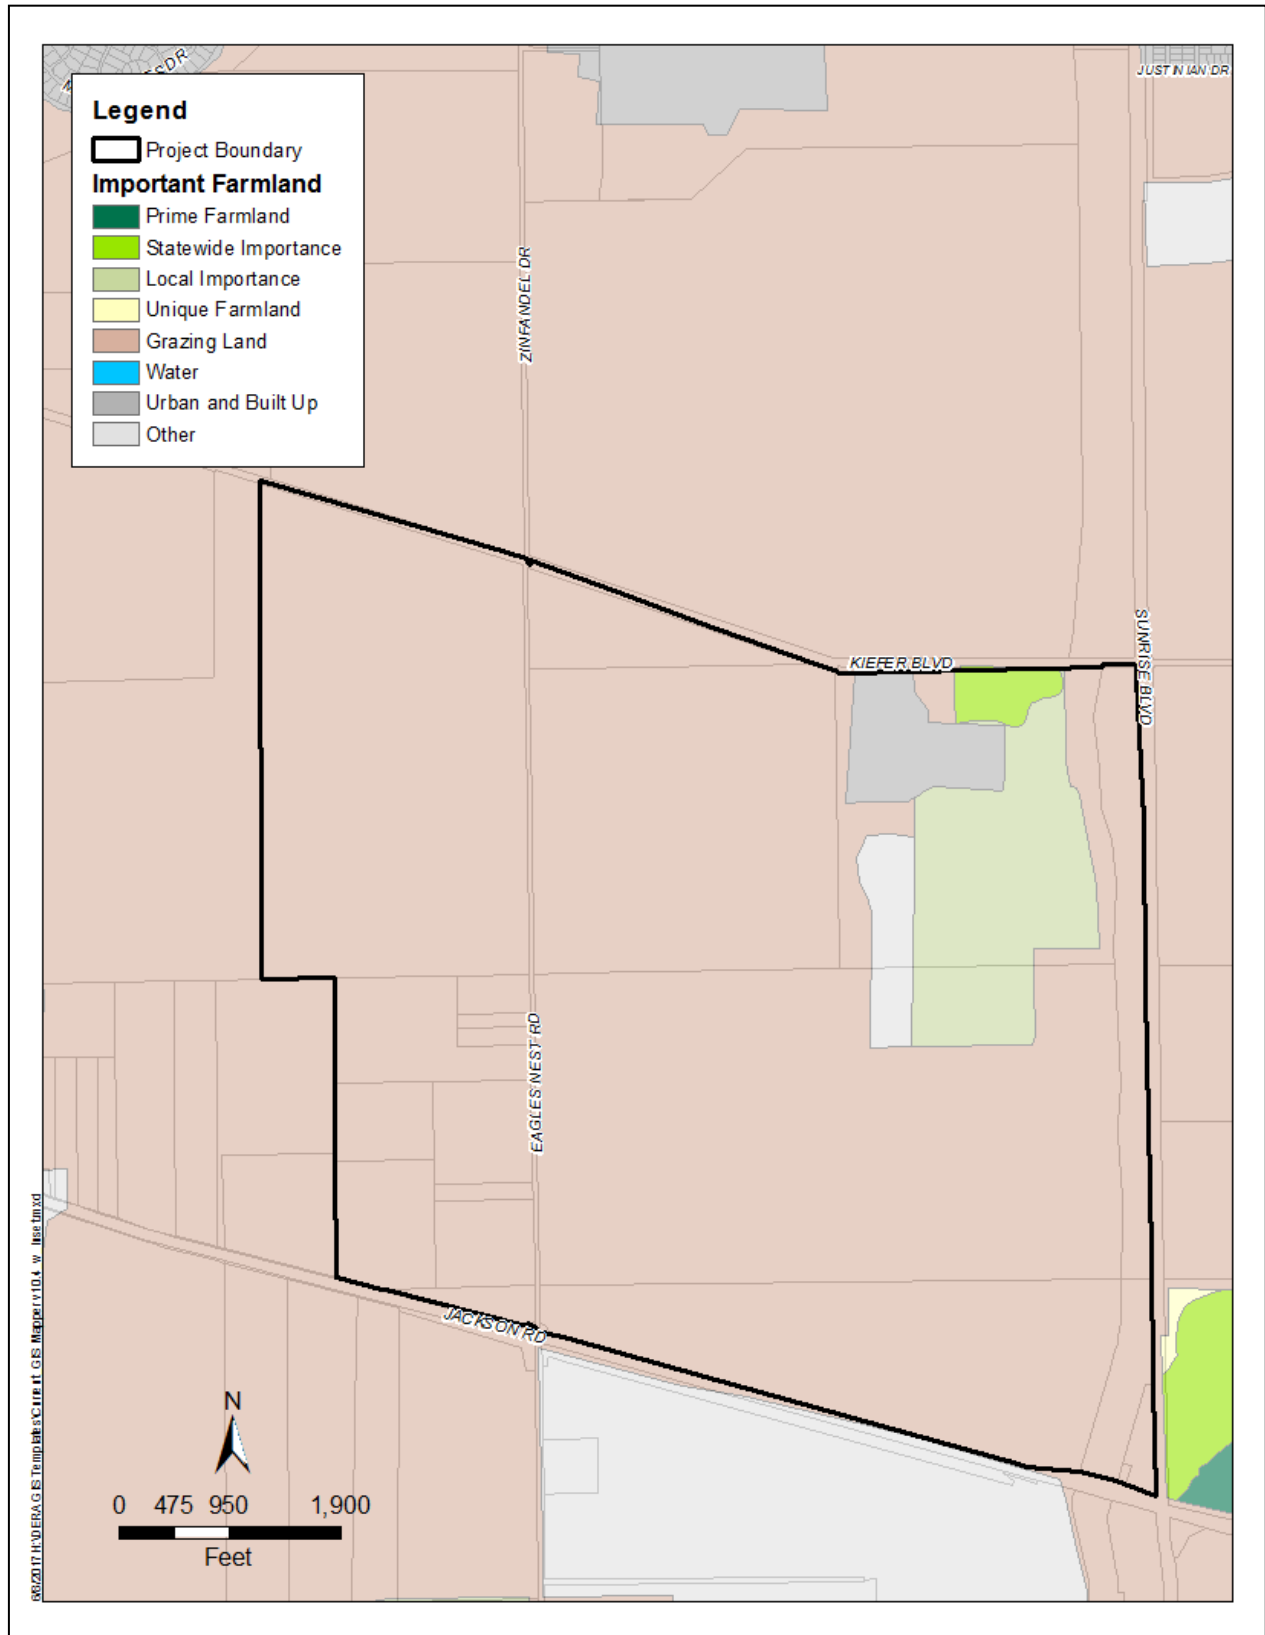 JUSTINIAN DR
Legend
Project Boundary
Important Farmland
Prime Farmland
Statewide Importance
Local Importance
Unique Farmland
Grazing Land
Water
Urban and Built Up
Other
ZINFANDEL DR
KIEFER BLVD
SUNRISE BLVD
EAGLES NEST RD
JACKSON RD
N
0 475 950 1,900
Feet